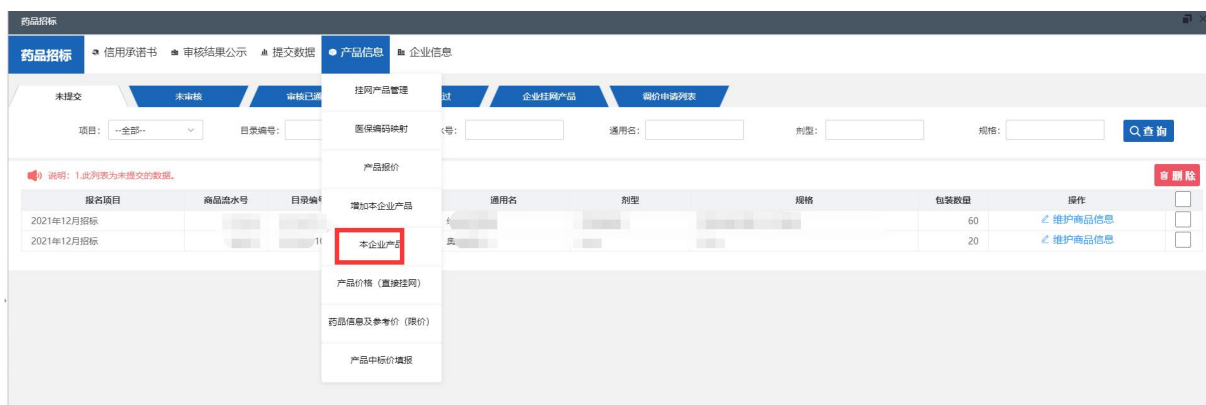 药品招标
药品招标 信用承诺书 审核结果公示 提交数据 产品信息 企业信息
挂网产品管理
医保编码映射
产品报价
增加本企业产品
本企业产品
产品价格（直接挂网）
药品信息及参考价（限价）
产品中标价填报
未提交 未审核 审核已通 过 企业挂网产品 调价申请列表
项目： --全部-- 目录编号： 号： 通用名： 剂型： 规格： 查询
说明：1.此列表为未提交的数据。 删除
报名项目 商品流水号 目录编号 通用名 剂型 规格 包装数量 操作
2021年12月招标 60 维护商品信息
2021年12月招标 20 维护商品信息